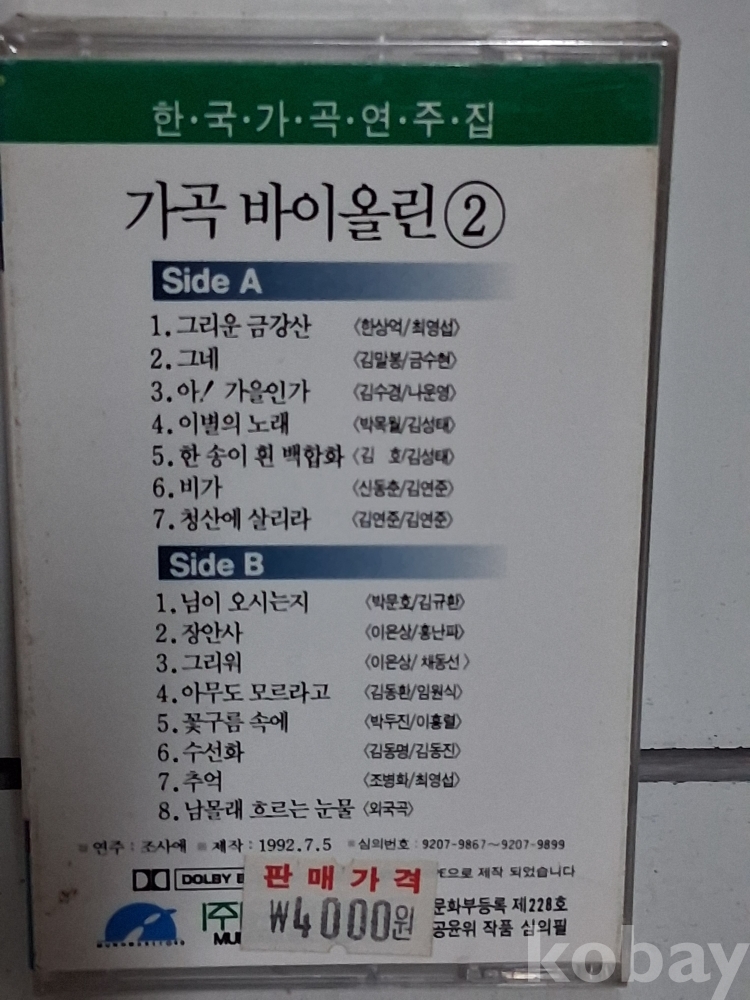 한·국·가·곡·연·주·집
가곡 바이올린②
Side A
1.그리운 금강산 〈한상억/최영섭〉
2.그네 〈김말봉/금수현〉
3.아! 가을인가 〈김수경/나운영〉
4.이별의 노래 〈박목월/김성태〉
5.한 송이 흰 백합화 〈김 호/김성태〉
6.비가 〈신동춘/김연준〉
7.청산에 살리라 〈김연준/김연준〉
Side B
1.님이 오시는지 〈박문호/김규환〉
2.장안사 〈이은상/홍난파〉
3.그리워 〈이은상/채동선〉
4.아무도 모르라고 〈김동환/임원식〉
5.꽃구름 속에 〈박두진/이흥렬〉
6.수선화 〈김동명/김동진〉
7.추억 〈조병화/최영섭〉
8.남몰래 흐르는 눈물 〈외국곡〉
■연주 : 조사에 ■제작 : 1992.7.5 ■심의번호 : 9207-9867~9207-9899
DOLBY 으로 제작 되었습니다
판매가격
₩4000원
(주) 문화부등록 제228호
공윤위 작품 심의필
kobay